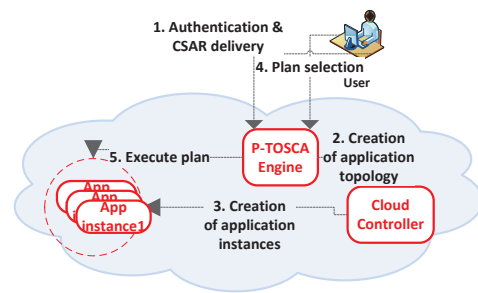 1. Authentication &
CSAR delivery
4. Plan selection
User
P-TOSCA
Engine
2. Creation
of application
topology
5. Execute plan
App
App
App
instance1
3. Creation
of application
instances
Cloud
Controller